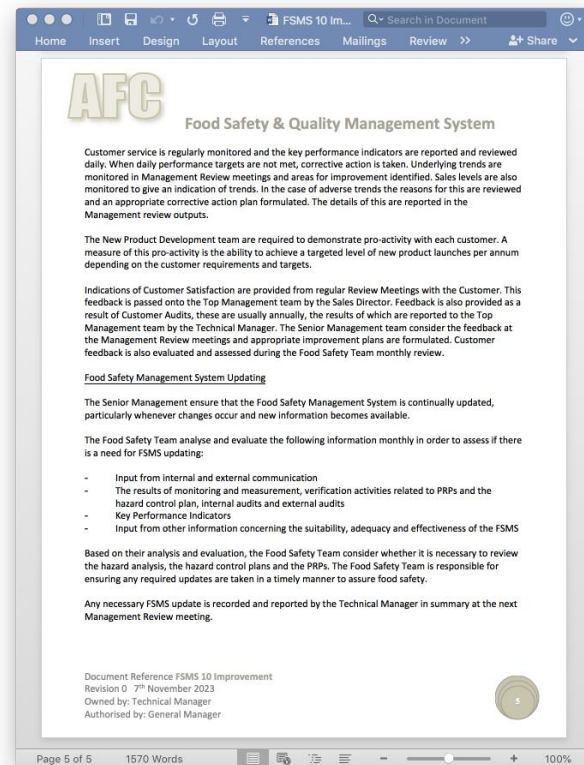 FSMS 10 Im...
Search in Document
Home Insert Design Layout References Mailings Review >> Share
AFC
Food Safety & Quality Management System
Customer service is regularly monitored and the key performance indicators are reported and reviewed
daily. When daily performance targets are not met, corrective action is taken. Underlying trends are
monitored in Management Review meetings and areas for improvement identified. Sales levels are also
monitored to give an indication of trends. In the case of adverse trends the reasons for this are reviewed
and an appropriate corrective action plan formulated. The details of this are reported in the
Management review outputs.
The New Product Development team are required to demonstrate pro-activity with each customer. A
measure of this pro-activity is the ability to achieve a targeted level of new product launches per annum
depending on the customer requirements and targets.
Indications of Customer Satisfaction are provided from regular Review Meetings with the Customer. This
feedback is passed onto the Top Management team by the Sales Director. Feedback is also provided as a
result of Customer Audits, these are usually annually, the results of which are reported to the Top
Management team by the Technical Manager. The Senior Management team consider the feedback at
the Management Review meetings and appropriate improvement plans are formulated. Customer
feedback is also evaluated and assessed during the Food Safety Team monthly review.
Food Safety Management System Updating
The Senior Management ensure that the Food Safety Management System is continually updated,
particularly whenever changes occur and new information becomes available.
The Food Safety Team analyse and evaluate the following information monthly in order to assess if there
is a need for FSMS updating:
- Input from internal and external communication
- The results of monitoring and measurement, verification activities related to PRPs and the
hazard control plan, internal audits and external audits
- Key Performance Indicators
- Input from other information concerning the suitability, adequacy and effectiveness of the FSMS
Based on their analysis and evaluation, the Food Safety Team consider whether it is necessary to review
the hazard analysis, the hazard control plans and the PRPs. The Food Safety Team is responsible for
ensuring any required updates are taken in a timely manner to assure food safety.
Any necessary FSMS update is recorded and reported by the Technical Manager in summary at the next
Management Review meeting.
Document Reference FSMS 10 Improvement
Revision 0 7th November 2023
Owned by: Technical Manager
Authorised by: General Manager
5
Page 5 of 5 1570 Words 100%